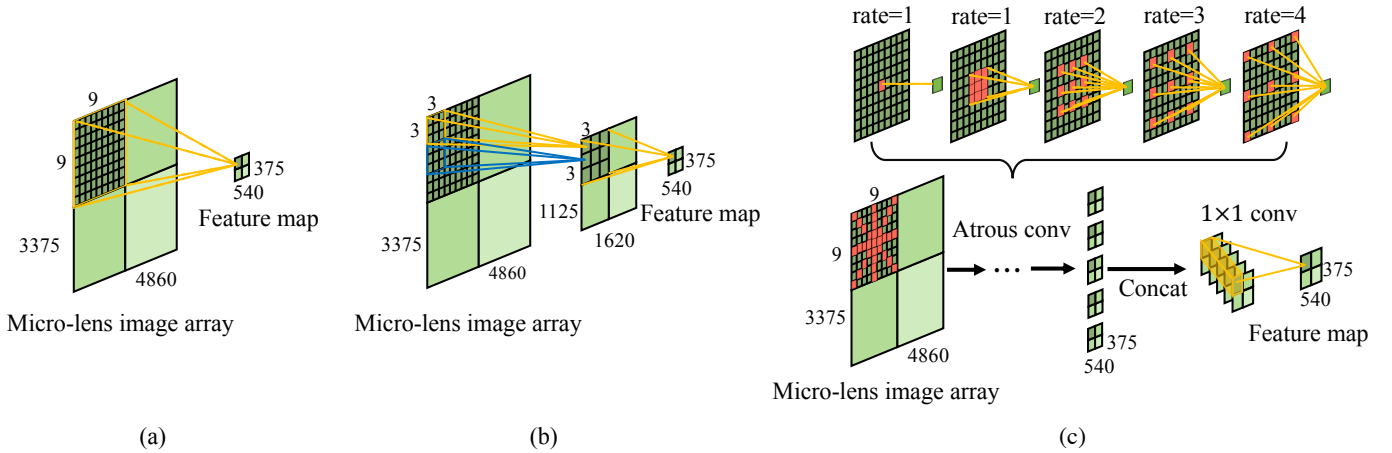 9
9
3375
4860
375
540
Feature map
Micro-lens image array
(a)
3
3
3
3
3375
4860
1125
1620
375
540
Feature map
Micro-lens image array
(b)
rate=1
rate=1
rate=2
rate=3
rate=4
9
9
3375
4860
Micro-lens image array
Atrous conv
375
540
Concat
1×1 conv
375
540
Feature map
(c)